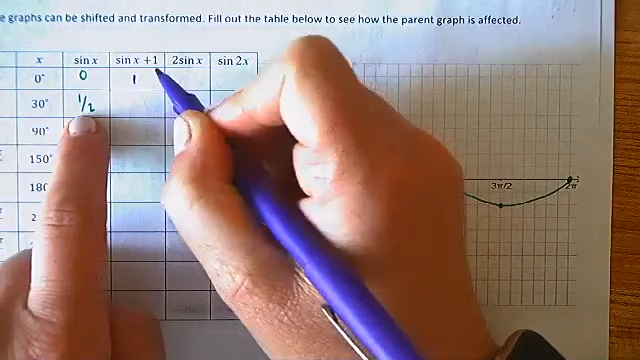 e graphs can be shifted and transformed. Fill out the table below to see how the parent graph is affected.
x sin x sin x +1 2sin x sin 2x
0° 0 1
30° 1/2
90°
150°
180
2
3π/2 2π